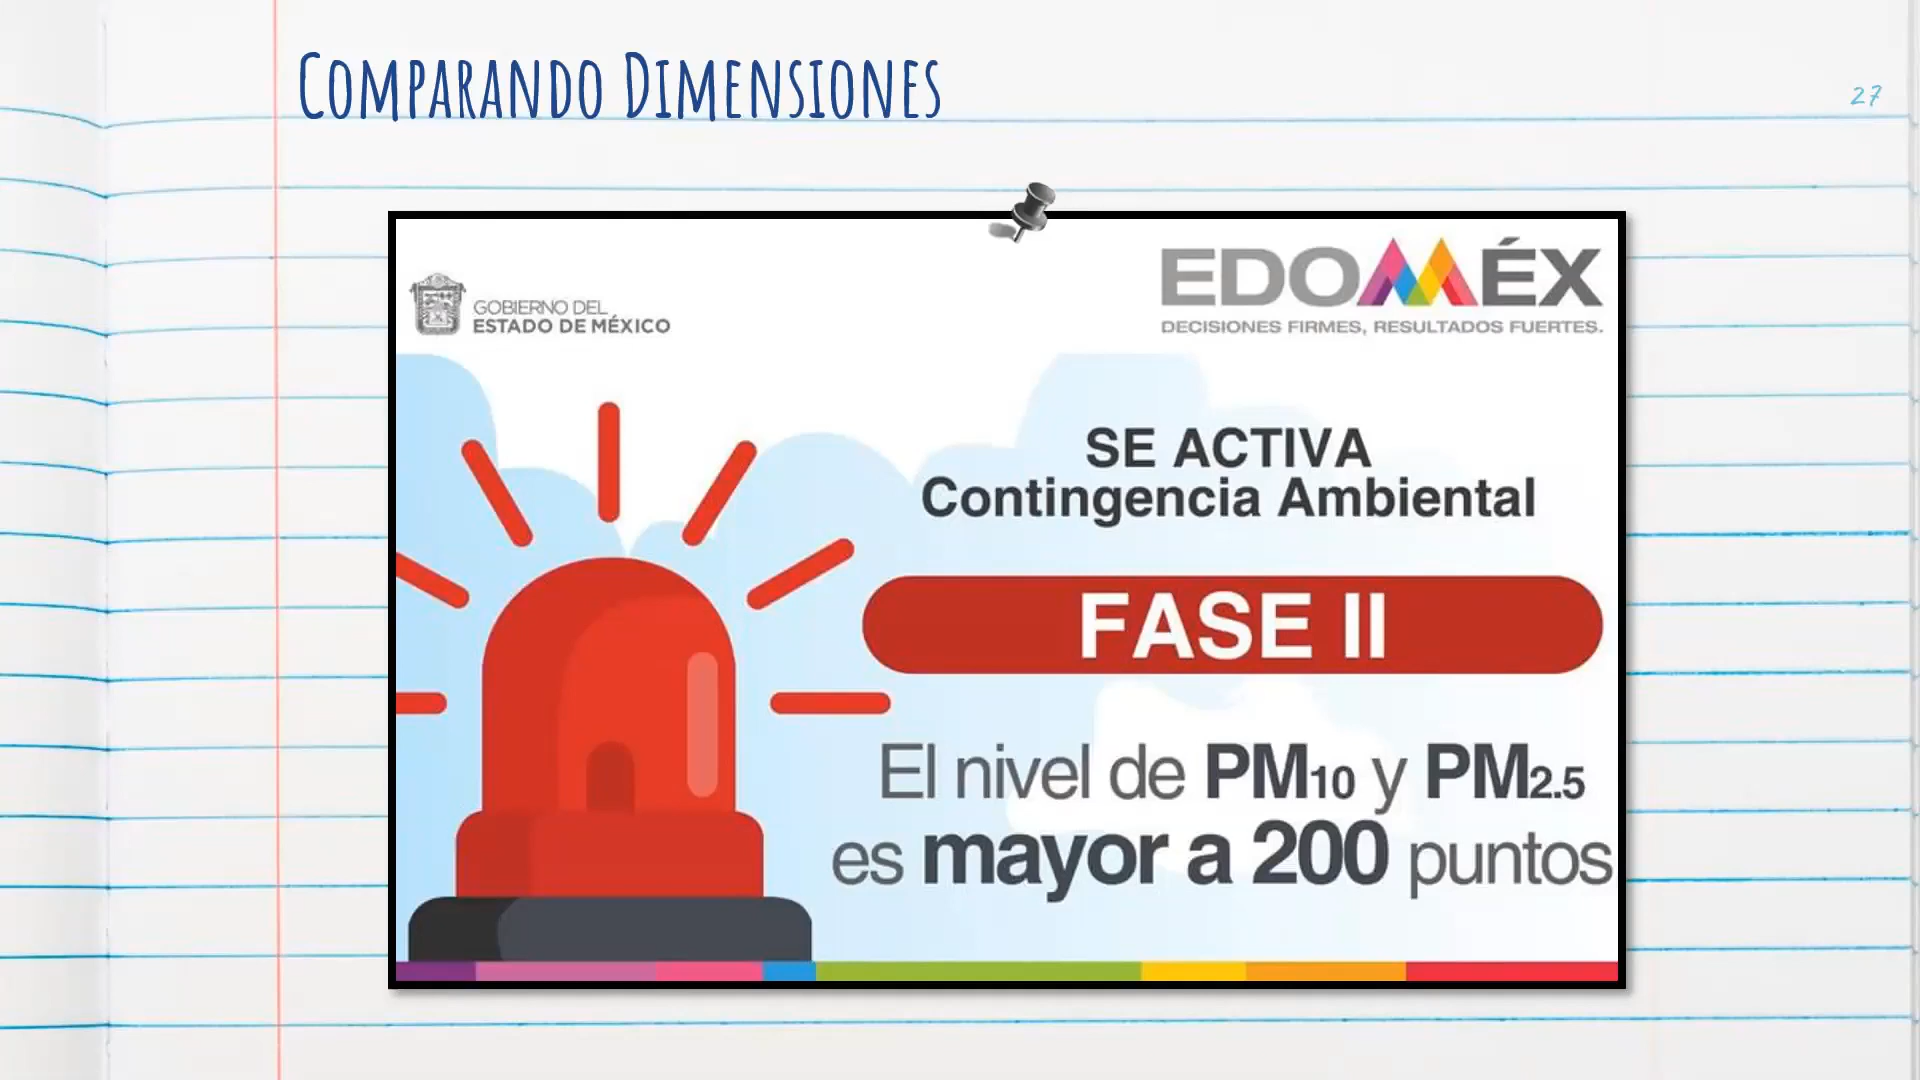 COMPARANDO DIMENSIONES
27
GOBIERNO DEL
ESTADO DE MÉXICO
EDOMÉX
DECISIONES FIRMES, RESULTADOS FUERTES.
SE ACTIVA
Contingencia Ambiental
FASE II
El nivel de PM10 y PM2.5
es mayor a 200 puntos